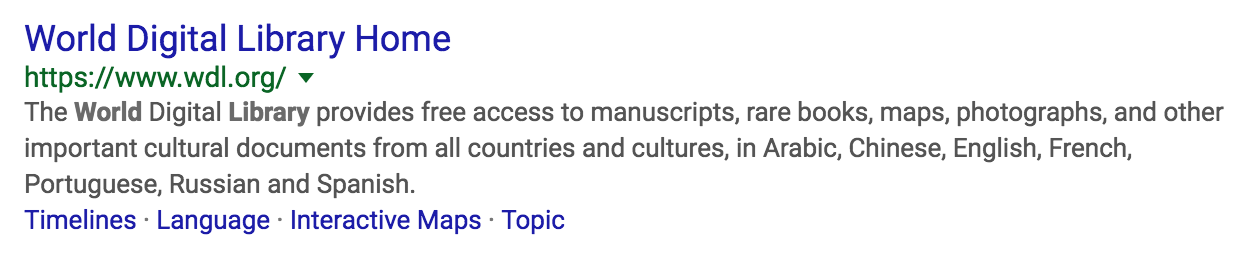 World Digital Library Home
https://www.wdl.org/
The World Digital Library provides free access to manuscripts, rare books, maps, photographs, and other
important cultural documents from all countries and cultures, in Arabic, Chinese, English, French,
Portuguese, Russian and Spanish.
Timelines · Language · Interactive Maps · Topic